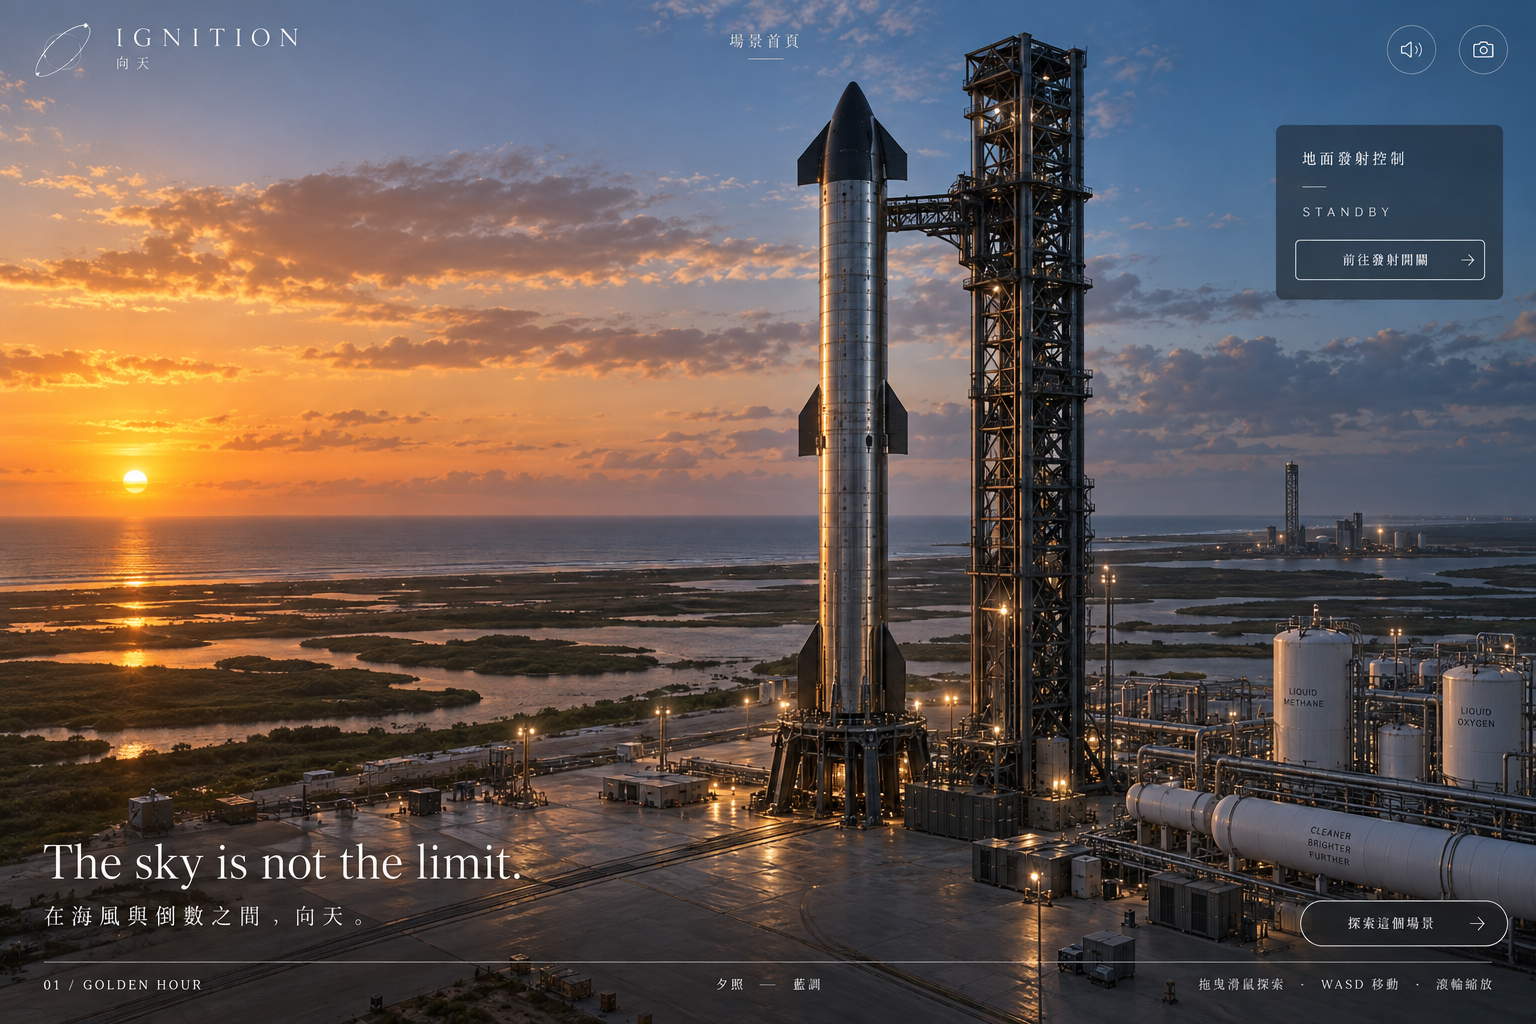 IGNITION
向天
場景首頁
地面發射控制
STANDBY
前往發射開關
LIQUID
METHANE
LIQUID
OXYGEN
CLEANER
BRIGHTER
FURTHER
The sky is not the limit.
在海風與倒數之間，向天。
探索這個場景
01 / GOLDEN HOUR
夕照 — 藍調
拖曳滑鼠探索 · WASD 移動 · 滾輪縮放